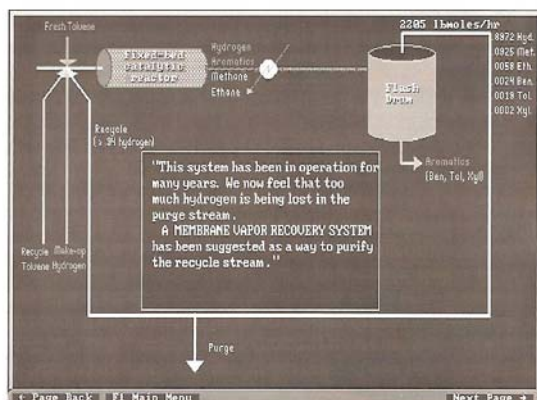 Fresh Toluene
2205 lbmoles/hr
Fixed-bed
catalytic
reactor
Hydrogen
Aromatics
Methane
Ethane
.8972 Hyd.
.0925 Met.
.0058 Eth.
.0024 Ben.
.0018 Tol.
.0002 Xyl.
Flash
Drum
Recycle
(> .84 hydrogen)
Aromatics
(Ben, Tol, Xyl)
"This system has been in operation for
many years. We now feel that too
much hydrogen is being lost in the
purge stream.
A MEMBRANE VAPOR RECOVERY SYSTEM
has been suggested as a way to purify
the recycle stream."
Recycle Make-up
Toluene Hydrogen
Purge
← Page Back F1 Main Menu Next Page →